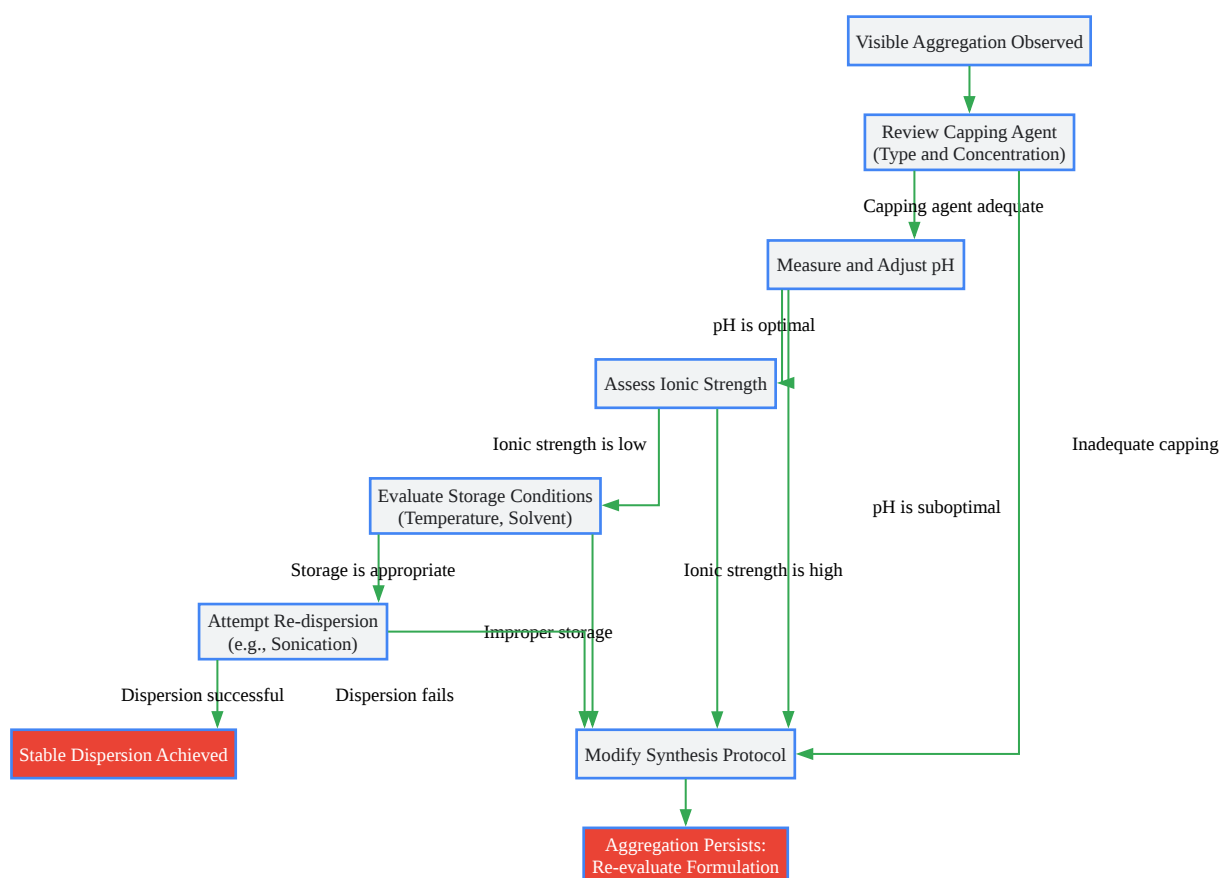 Visible Aggregation Observed
Review Capping Agent
(Type and Concentration)
Capping agent adequate
Measure and Adjust pH
pH is optimal
Assess Ionic Strength
Ionic strength is low
Inadequate capping
Evaluate Storage Conditions
(Temperature, Solvent)
pH is suboptimal
Storage is appropriate
Ionic strength is high
Attempt Re-dispersion
(e.g., Sonication)
Improper storage
Dispersion successful
Dispersion fails
Stable Dispersion Achieved
Modify Synthesis Protocol
Aggregation Persists:
Re-evaluate Formulation